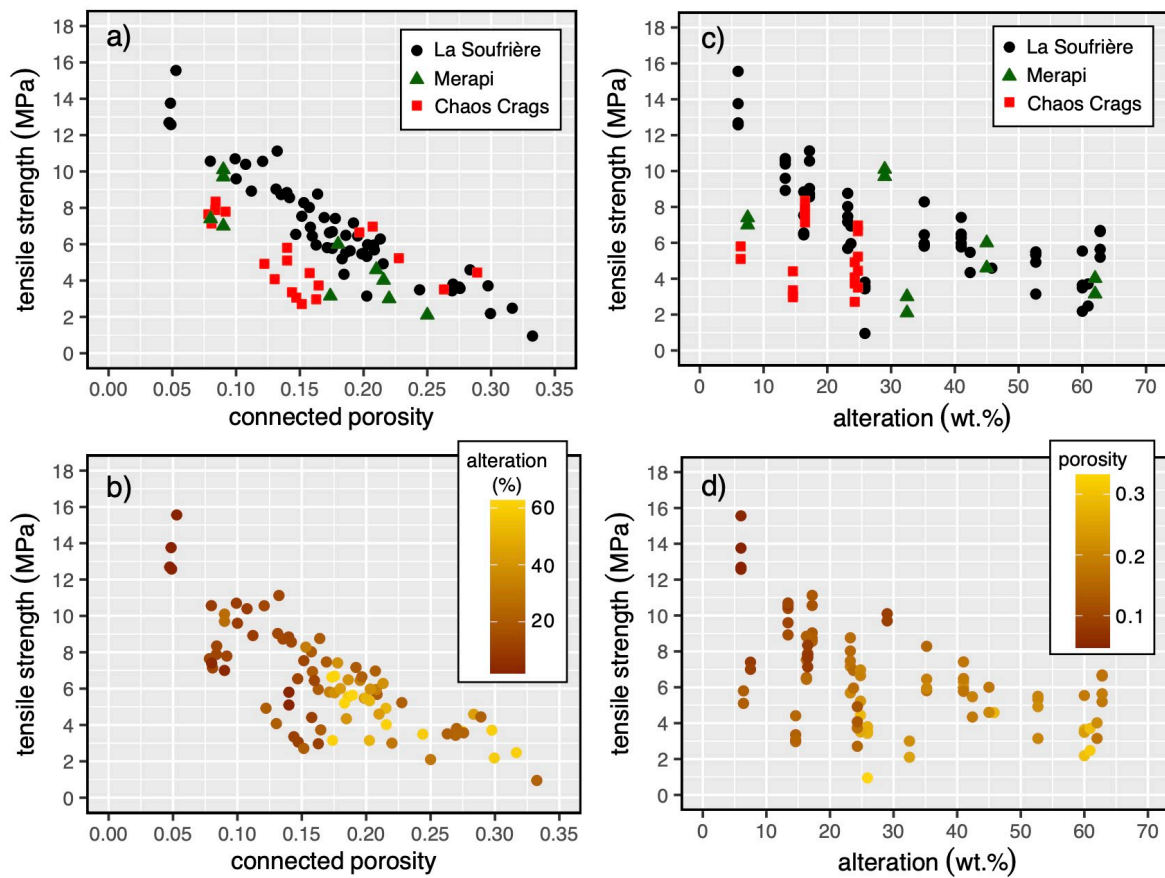 a)
La Soufrière
Merapi
Chaos Crags
tensile strength (MPa)
18
16
14
12
10
8
6
4
2
0
0.00 0.05 0.10 0.15 0.20 0.25 0.30 0.35
connected porosity
c)
La Soufrière
Merapi
Chaos Crags
tensile strength (MPa)
18
16
14
12
10
8
6
4
2
0
0 10 20 30 40 50 60 70
alteration (wt.%)
b)
alteration
(%)
60
40
20
tensile strength (MPa)
18
16
14
12
10
8
6
4
2
0
0.00 0.05 0.10 0.15 0.20 0.25 0.30 0.35
connected porosity
d)
porosity
0.3
0.2
0.1
tensile strength (MPa)
18
16
14
12
10
8
6
4
2
0
0 10 20 30 40 50 60 70
alteration (wt.%)